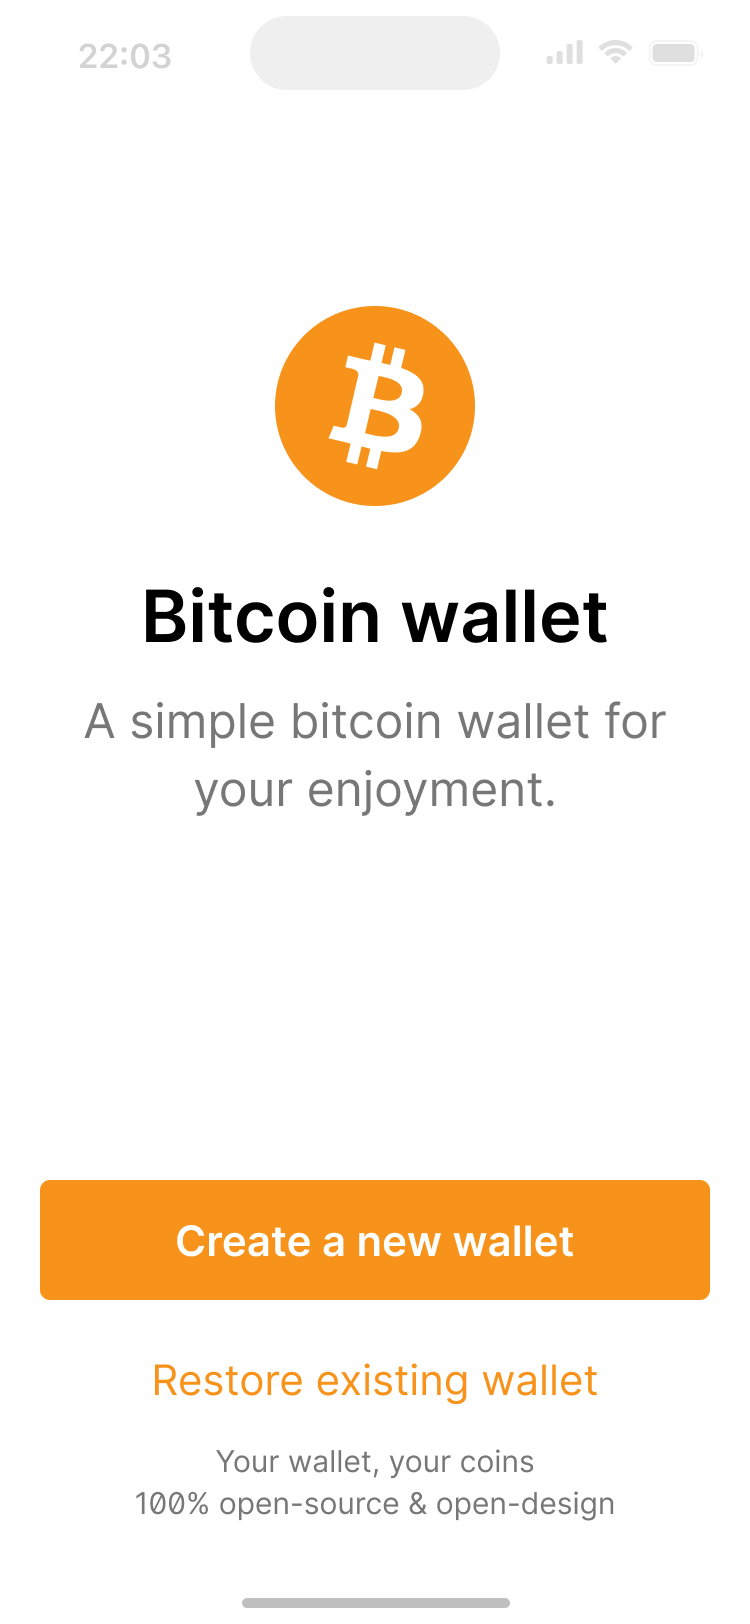 22:03
Bitcoin wallet
A simple bitcoin wallet for
your enjoyment.
Create a new wallet
Restore existing wallet
Your wallet, your coins
100% open-source & open-design